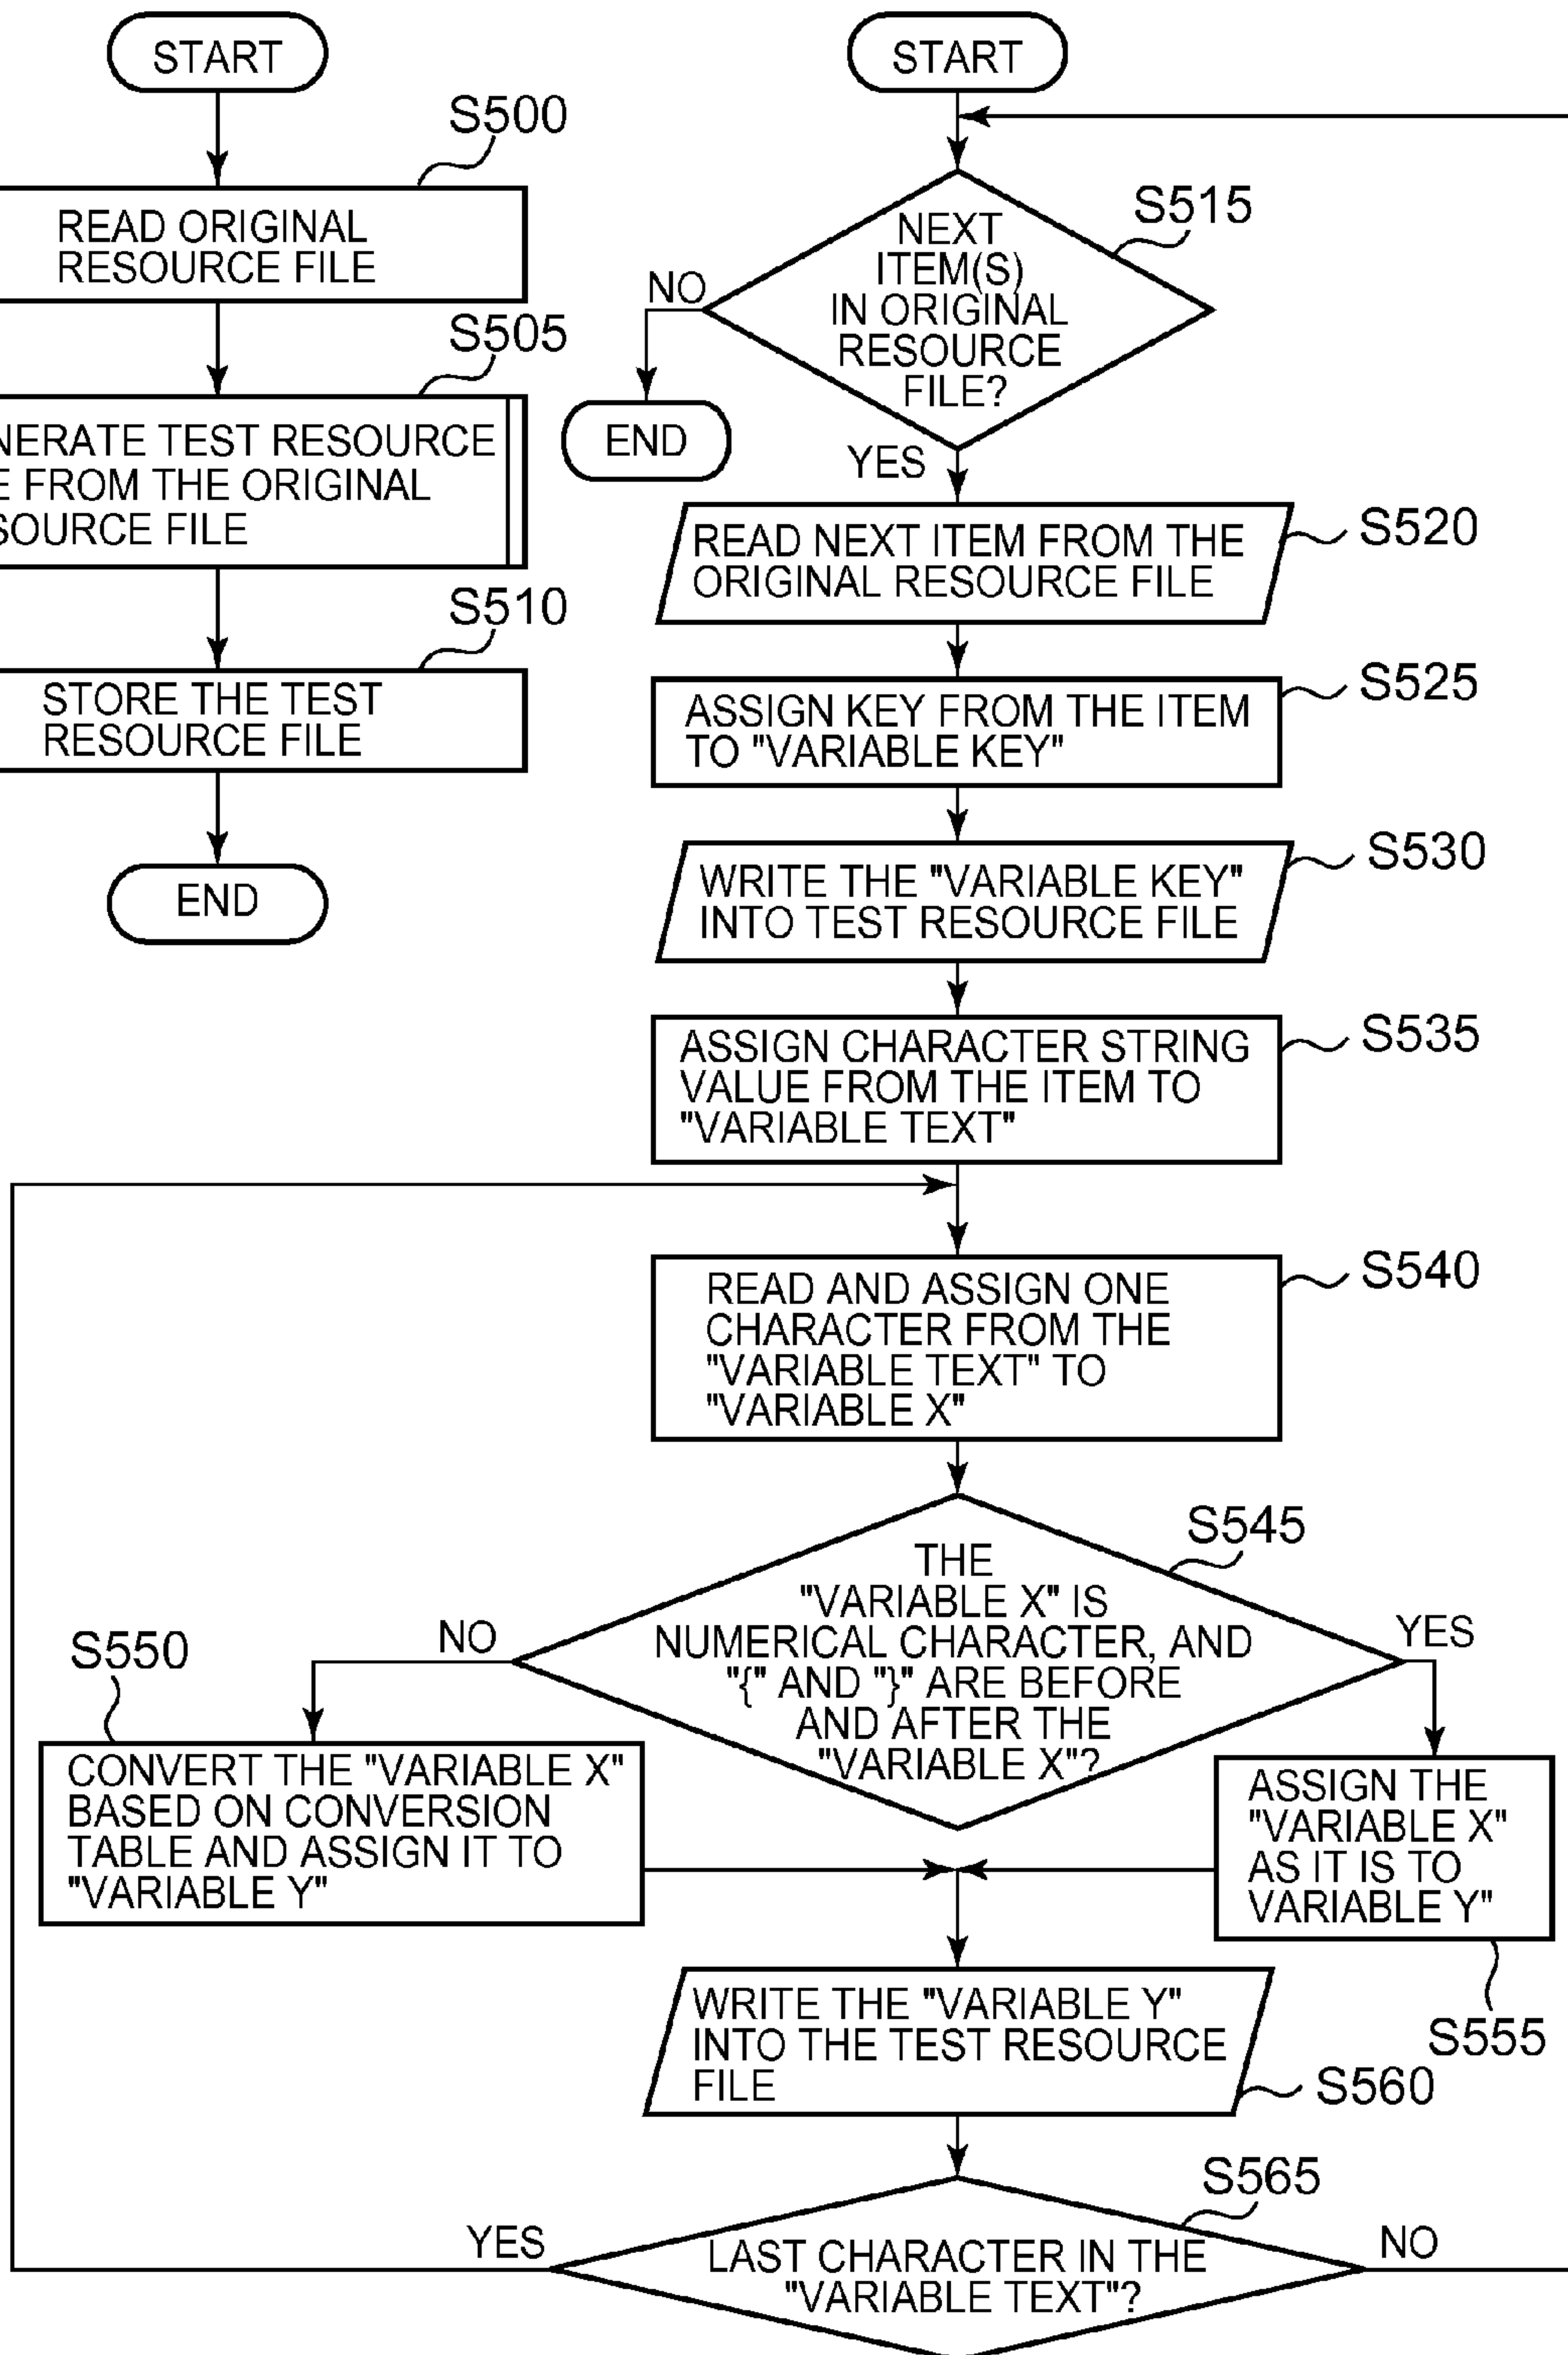 START
S500
READ ORIGINAL
RESOURCE FILE
S505
NERATE TEST RESOURCE
E FROM THE ORIGINAL
SOURCE FILE
S510
STORE THE TEST
RESOURCE FILE
END
START
S515
NEXT
ITEM(S)
IN ORIGINAL
RESOURCE
FILE?
NO
END
YES
READ NEXT ITEM FROM THE
ORIGINAL RESOURCE FILE
S520
ASSIGN KEY FROM THE ITEM
TO "VARIABLE KEY"
S525
WRITE THE "VARIABLE KEY"
INTO TEST RESOURCE FILE
S530
ASSIGN CHARACTER STRING
VALUE FROM THE ITEM TO
"VARIABLE TEXT"
S535
READ AND ASSIGN ONE
CHARACTER FROM THE
"VARIABLE TEXT" TO
"VARIABLE X"
S540
S545
THE
"VARIABLE X" IS
NUMERICAL CHARACTER, AND
"{" AND "}" ARE BEFORE
AND AFTER THE
"VARIABLE X"?
NO
YES
S550
CONVERT THE "VARIABLE X"
BASED ON CONVERSION
TABLE AND ASSIGN IT TO
"VARIABLE Y"
ASSIGN THE
"VARIABLE X"
AS IT IS TO
VARIABLE Y"
S555
WRITE THE "VARIABLE Y"
INTO THE TEST RESOURCE
FILE
S560
S565
LAST CHARACTER IN THE
"VARIABLE TEXT"?
YES
NO